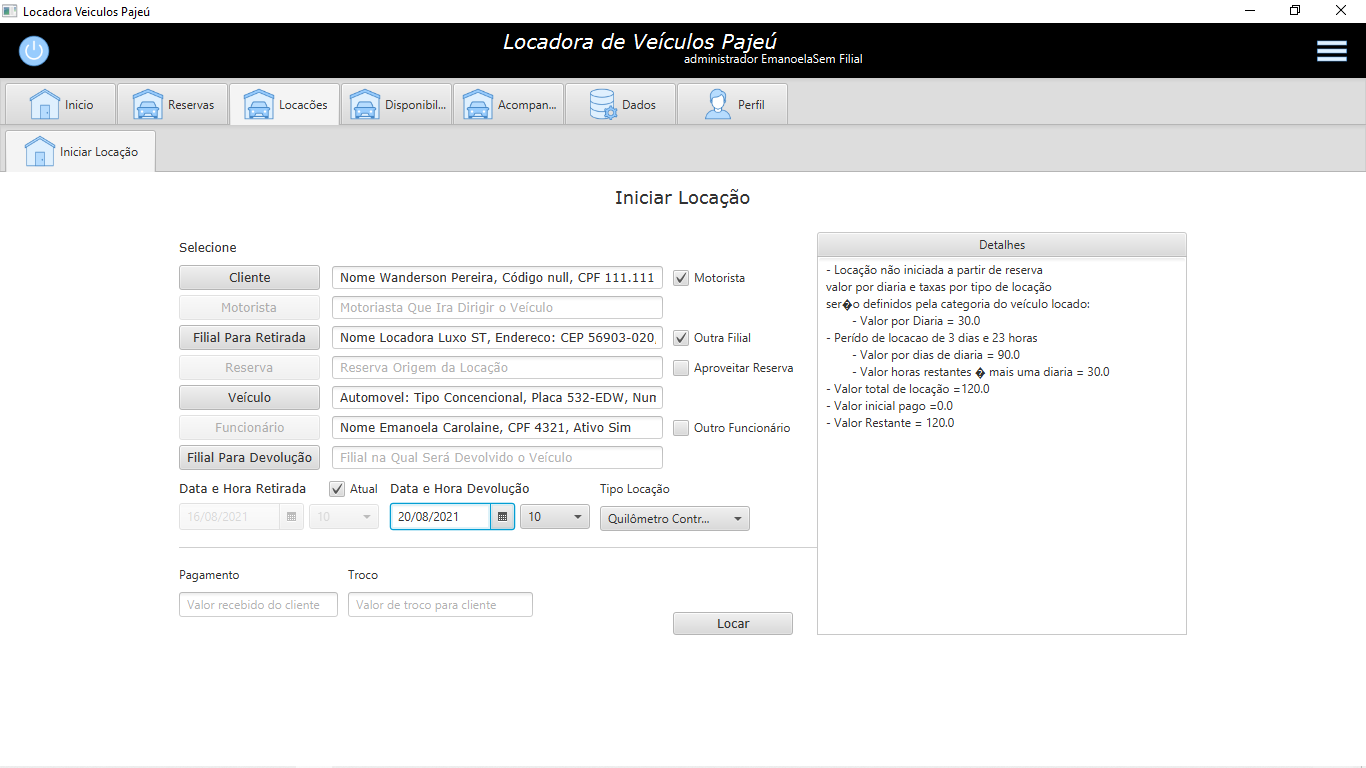 Locadora Veiculos Pajeú
Locadora de Veículos Pajeú
administrador EmanoelaSem Filial
Inicio
Reservas
Locacões
Disponibil...
Acompan...
Dados
Perfil
Iniciar Locação
Iniciar Locação
Selecione
Cliente
Nome Wanderson Pereira, Código null, CPF 111.111
Motorista
Motorista
Motoriasta Que Ira Dirigir o Veículo
Filial Para Retirada
Nome Locadora Luxo ST, Endereco: CEP 56903-020,
Outra Filial
Reserva
Reserva Origem da Locação
Aproveitar Reserva
Veículo
Automovel: Tipo Concencional, Placa 532-EDW, Num
Funcionário
Nome Emanoela Carolaine, CPF 4321, Ativo Sim
Outro Funcionário
Filial Para Devolução
Filial na Qual Será Devolvido o Veículo
Data e Hora Retirada
Atual
Data e Hora Devolução
Tipo Locação
16/08/2021
10
20/08/2021
10
Quilômetro Contr...
Pagamento
Troco
Valor recebido do cliente
Valor de troco para cliente
Locar
Detalhes
- Locação não iniciada a partir de reserva
valor por diaria e taxas por tipo de locação
ser�o definidos pela categoria do veículo locado:
- Valor por Diaria = 30.0
- Perído de locacao de 3 dias e 23 horas
- Valor por dias de diaria = 90.0
- Valor horas restantes � mais uma diaria = 30.0
- Valor total de locação =120.0
- Valor inicial pago =0.0
- Valor Restante = 120.0